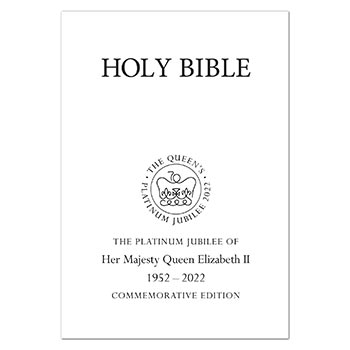 HOLY BIBLE
THE QUEEN'S
70
PLATINUM JUBILEE 2022
THE PLATINUM JUBILEE OF
Her Majesty Queen Elizabeth II
1952 – 2022
COMMEMORATIVE EDITION